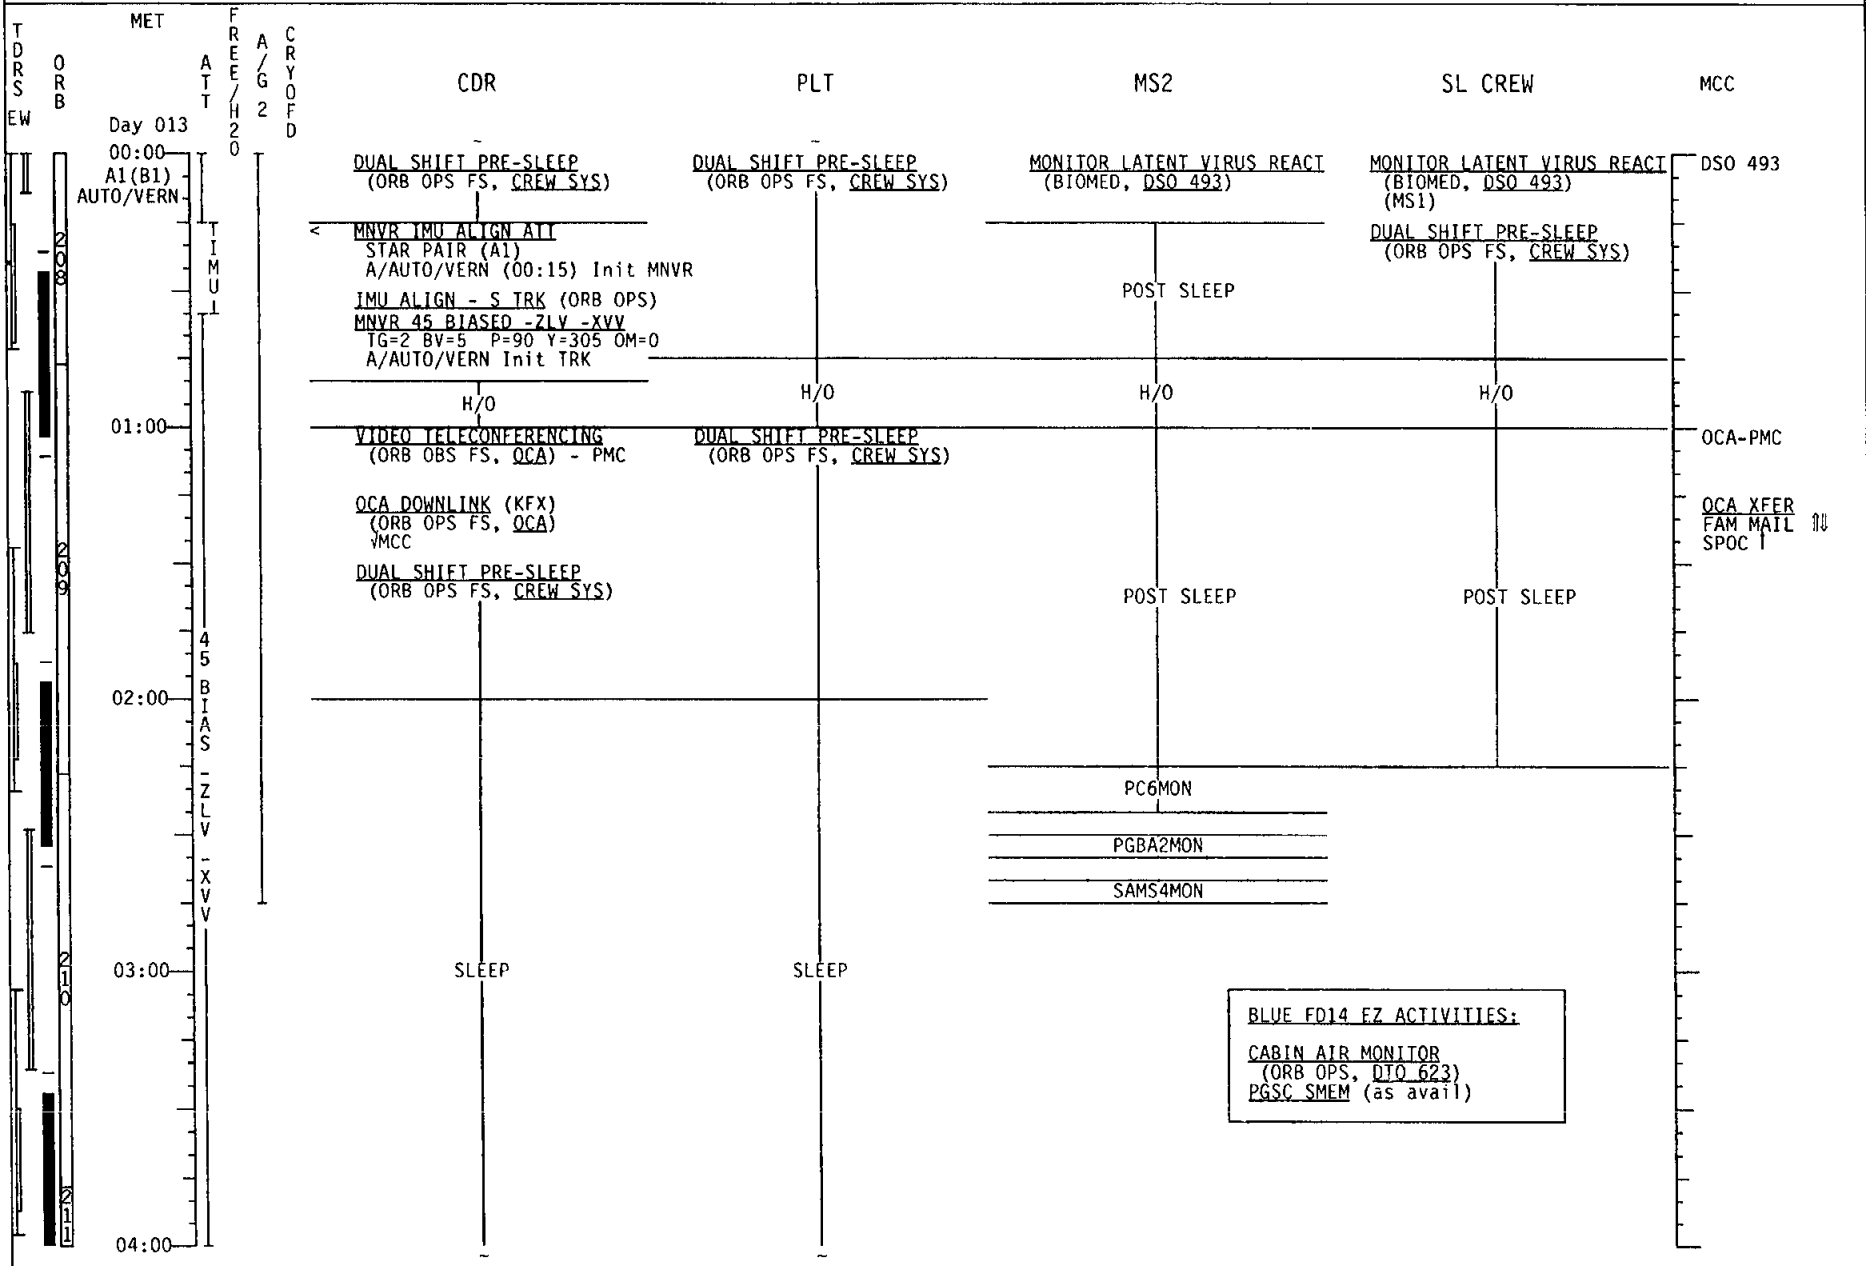 MET
TDRS
EW
ORB
ATT
FREE/H2O
A/G 2
CRYOFD
CDR
PLT
MS2
SL CREW
MCC
Day 013
00:00
A1(B1)
AUTO/VERN
~
~
DUAL SHIFT PRE-SLEEP
(ORB OPS FS, CREW SYS)
DUAL SHIFT PRE-SLEEP
(ORB OPS FS, CREW SYS)
MONITOR LATENT VIRUS REACT
(BIOMED, DSO 493)
MONITOR LATENT VIRUS REACT
(BIOMED, DSO 493)
(MS1)
DSO 493
DUAL SHIFT PRE-SLEEP
(ORB OPS FS, CREW SYS)
208
IMU
<
MNVR IMU ALIGN ATT
STAR PAIR (A1)
A/AUTO/VERN (00:15) Init MNVR
IMU ALIGN - S TRK (ORB OPS)
MNVR 45 BIASED -ZLV -XVV
TG=2 BV=5 P=90 Y=305 OM=0
A/AUTO/VERN Init TRK
POST SLEEP
H/O
H/O
H/O
H/O
01:00
VIDEO TELECONFERENCING
(ORB OBS FS, OCA) - PMC
DUAL SHIFT PRE-SLEEP
(ORB OPS FS, CREW SYS)
OCA-PMC
OCA DOWNLINK (KFX)
(ORB OPS FS, OCA)
√MCC
OCA XFER
FAM MAIL ⇑⇓
SPOC ↑
209
DUAL SHIFT PRE-SLEEP
(ORB OPS FS, CREW SYS)
POST SLEEP
POST SLEEP
45 BIAS -ZLV -XVV
02:00
PC6MON
PGBA2MON
SAMS4MON
210
03:00
SLEEP
SLEEP
BLUE FD14 EZ ACTIVITIES:
CABIN AIR MONITOR
(ORB OPS, DTO 623)
PGSC SMEM (as avail)
211
04:00
~
~